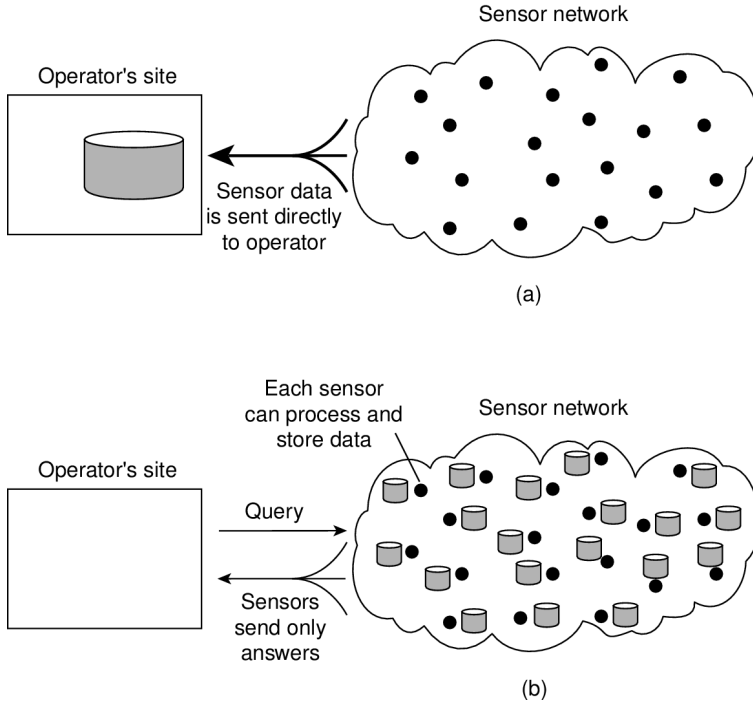 Sensor network
Operator's site
Sensor data
is sent directly
to operator
(a)
Each sensor
can process and
store data
Sensor network
Operator's site
Query
Sensors
send only
answers
(b)